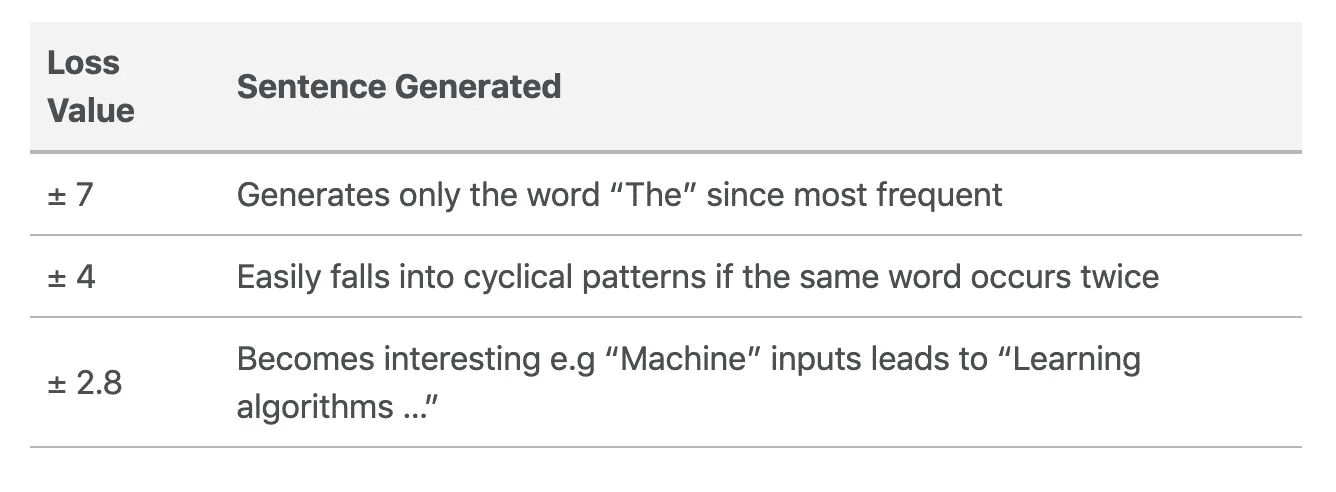 Loss
Value
Sentence Generated
± 7
Generates only the word “The” since most frequent
± 4
Easily falls into cyclical patterns if the same word occurs twice
± 2.8
Becomes interesting e.g “Machine” inputs leads to “Learning
algorithms ...”